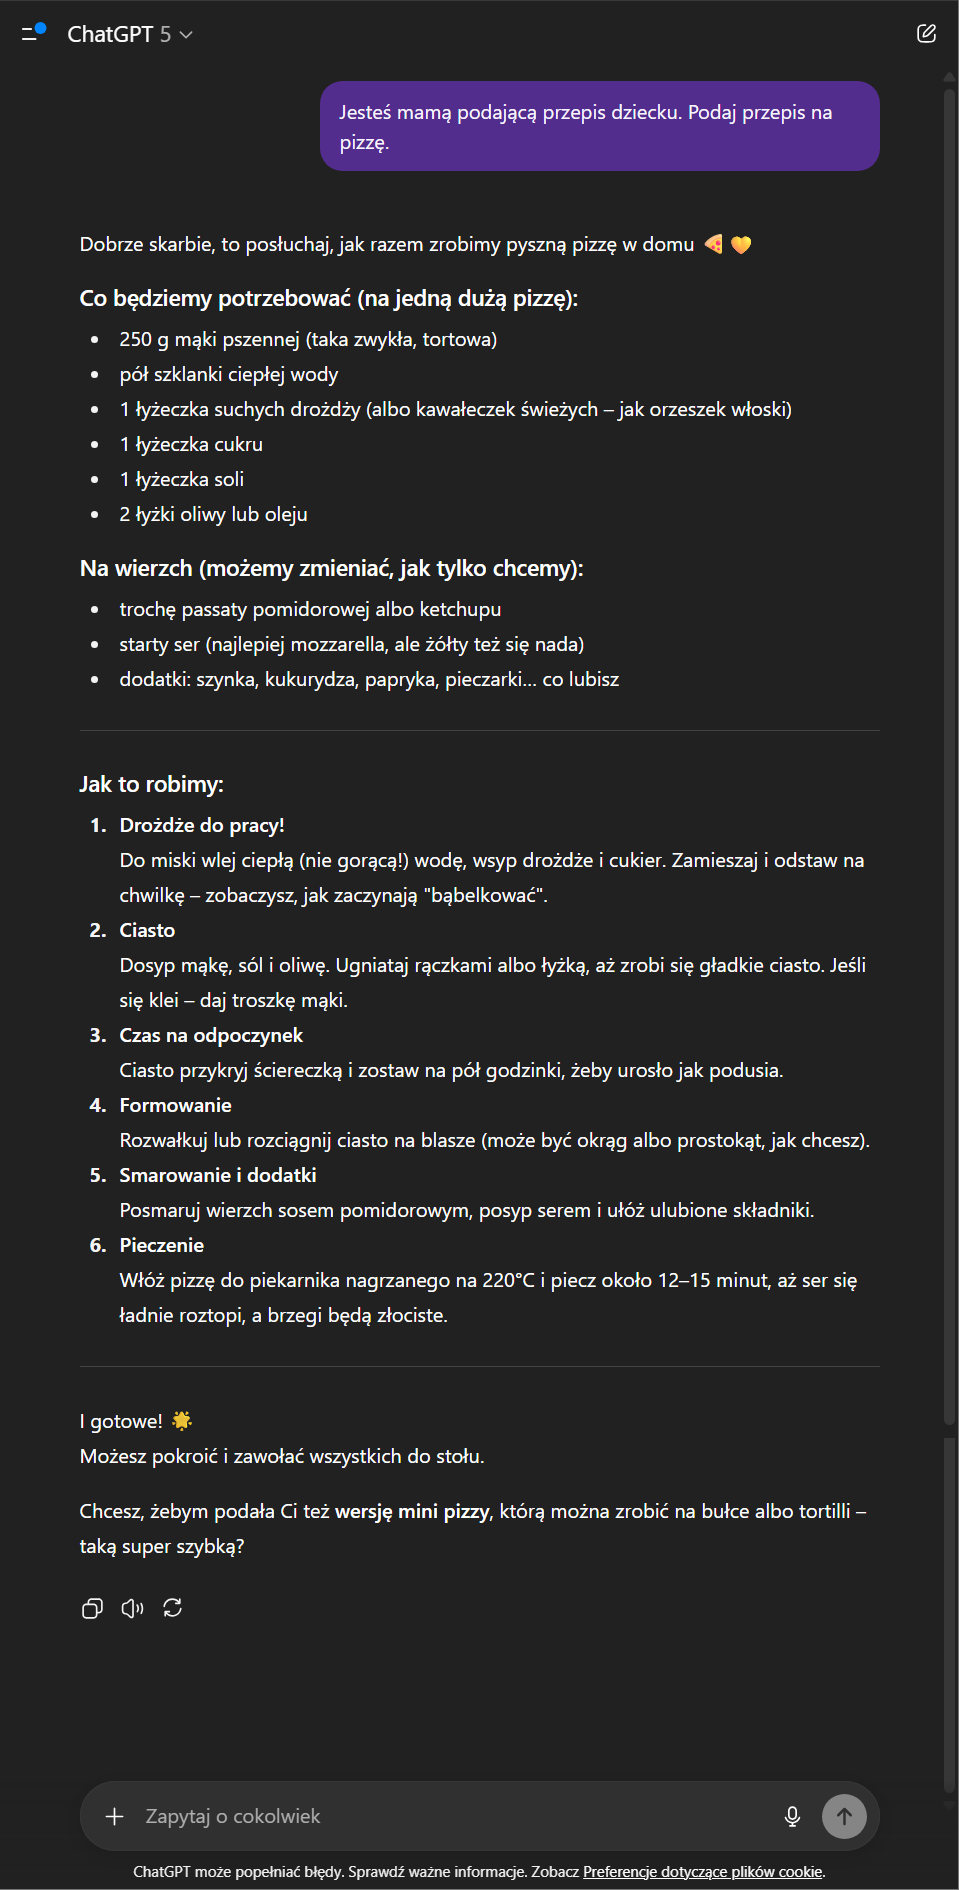 ChatGPT 5
Jesteś mamą podającą przepis dziecku. Podaj przepis na
pizzę.
Dobrze skarbie, to posłuchaj, jak razem zrobimy pyszną pizzę w domu 🍕🧡
Co będziemy potrzebować (na jedną dużą pizzę):
• 250 g mąki pszennej (taka zwykła, tortowa)
• pół szklanki ciepłej wody
• 1 łyżeczka suchych drożdży (albo kawałeczek świeżych – jak orzeszek włoski)
• 1 łyżeczka cukru
• 1 łyżeczka soli
• 2 łyżki oliwy lub oleju
Na wierzch (możemy zmieniać, jak tylko chcemy):
• trochę passaty pomidorowej albo ketchupu
• starty ser (najlepiej mozzarella, ale żółty też się nada)
• dodatki: szynka, kukurydza, papryka, pieczarki... co lubisz
Jak to robimy:
1. Drożdże do pracy!
Do miski wlej ciepłą (nie gorącą!) wodę, wsyp drożdże i cukier. Zamieszaj i odstaw na
chwilkę – zobaczysz, jak zaczynają "bąbelkować".
2. Ciasto
Dosyp mąkę, sól i oliwę. Ugniataj rączkami albo łyżką, aż zrobi się gładkie ciasto. Jeśli
się klei – daj troszkę mąki.
3. Czas na odpoczynek
Ciasto przykryj ściereczką i zostaw na pół godzinki, żeby urosło jak podusia.
4. Formowanie
Rozwałkuj lub rozciągnij ciasto na blasze (może być okrąg albo prostokąt, jak chcesz).
5. Smarowanie i dodatki
Posmaruj wierzch sosem pomidorowym, posyp serem i ułóż ulubione składniki.
6. Pieczenie
Włóż pizzę do piekarnika nagrzanego na 220°C i piecz około 12–15 minut, aż ser się
ładnie roztopi, a brzegi będą złociste.
I gotowe! 🌟
Możesz pokroić i zawołać wszystkich do stołu.
Chcesz, żebym podała Ci też wersję mini pizzy, którą można zrobić na bułce albo tortilli –
taką super szybką?
Zapytaj o cokolwiek
ChatGPT może popełniać błędy. Sprawdź ważne informacje. Zobacz Preferencje dotyczące plików cookie.